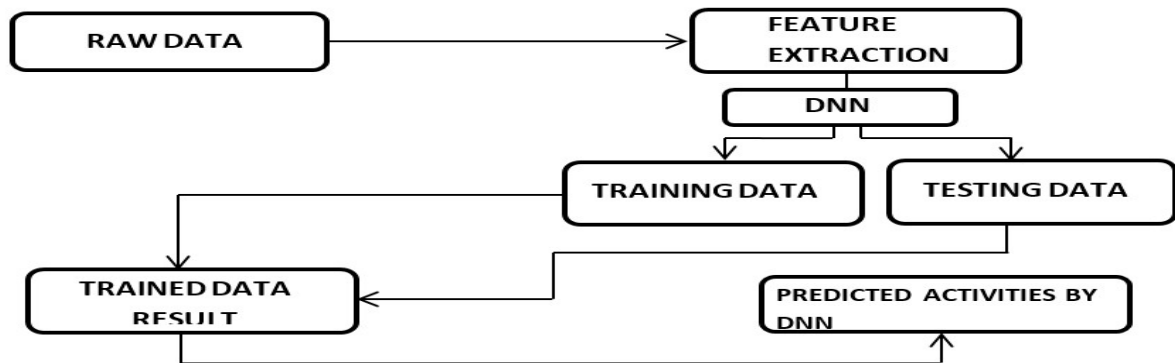 RAW DATA
FEATURE
EXTRACTION
DNN
TRAINING DATA
TESTING DATA
TRAINED DATA
RESULT
PREDICTED ACTIVITIES BY
DNN